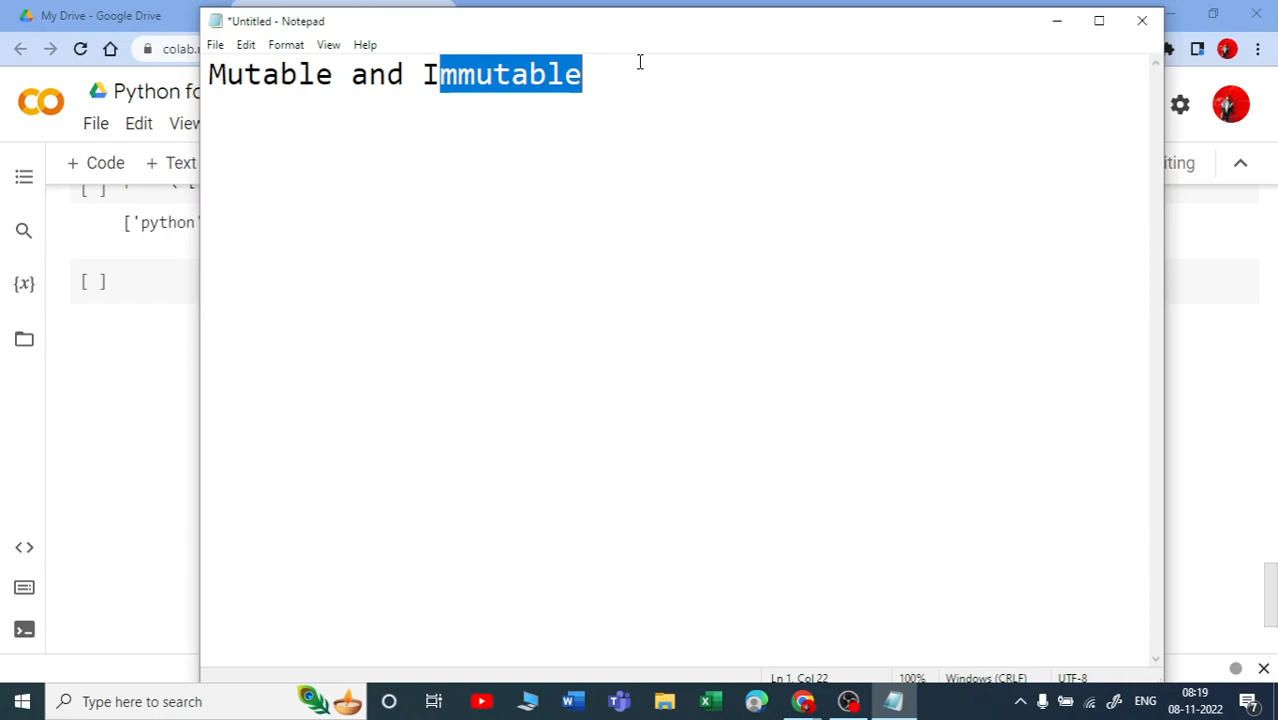 My Drive - Google Drive
*Untitled - Notepad
File Edit Format View Help
colab.r
Mutable and Immutable
Python fo
File Edit View
+ Code + Text
iting
[ ]
['python'
[ ]
{x}
Ln 1, Col 22 100% Windows (CRLF) UTF-8
Type here to search
ENG
08:19
08-11-2022
7